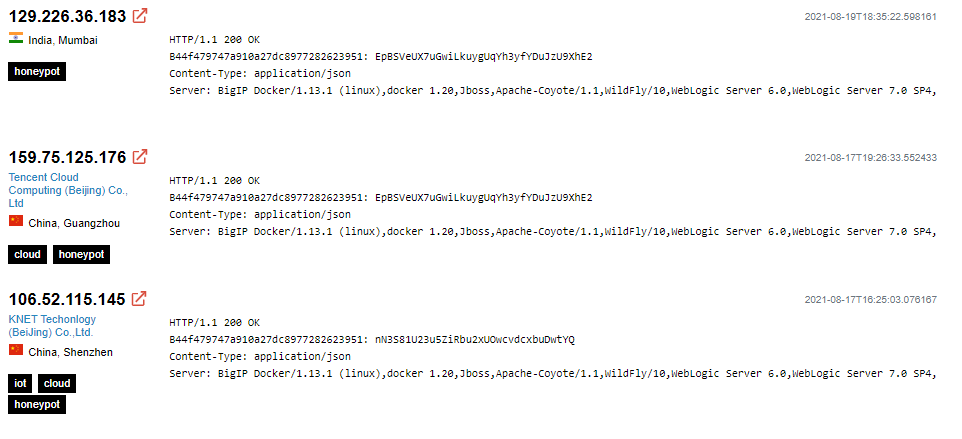 129.226.36.183
2021-08-19T18:35:22.598161
India, Mumbai
honeypot
HTTP/1.1 200 OK
B44f479747a910a27dc8977282623951: EpBSVeUX7uGwiLkuygUqYh3yfYDuJzU9XhE2
Content-Type: application/json
Server: BigIP Docker/1.13.1 (linux),docker 1.20,Jboss,Apache-Coyote/1.1,WildFly/10,WebLogic Server 6.0,WebLogic Server 7.0 SP4,
159.75.125.176
2021-08-17T19:26:33.552433
Tencent Cloud
Computing (Beijing) Co.,
Ltd
China, Guangzhou
cloud honeypot
HTTP/1.1 200 OK
B44f479747a910a27dc8977282623951: EpBSVeUX7uGwiLkuygUqYh3yfYDuJzU9XhE2
Content-Type: application/json
Server: BigIP Docker/1.13.1 (linux),docker 1.20,Jboss,Apache-Coyote/1.1,WildFly/10,WebLogic Server 6.0,WebLogic Server 7.0 SP4,
106.52.115.145
2021-08-17T16:25:03.076167
KNET Techonlogy
(BeiJing) Co.,Ltd.
China, Shenzhen
iot cloud
honeypot
HTTP/1.1 200 OK
B44f479747a910a27dc8977282623951: nN3S81U23u5ZiRbu2xUOwcvdcxbuDwtYQ
Content-Type: application/json
Server: BigIP Docker/1.13.1 (linux),docker 1.20,Jboss,Apache-Coyote/1.1,WildFly/10,WebLogic Server 6.0,WebLogic Server 7.0 SP4,